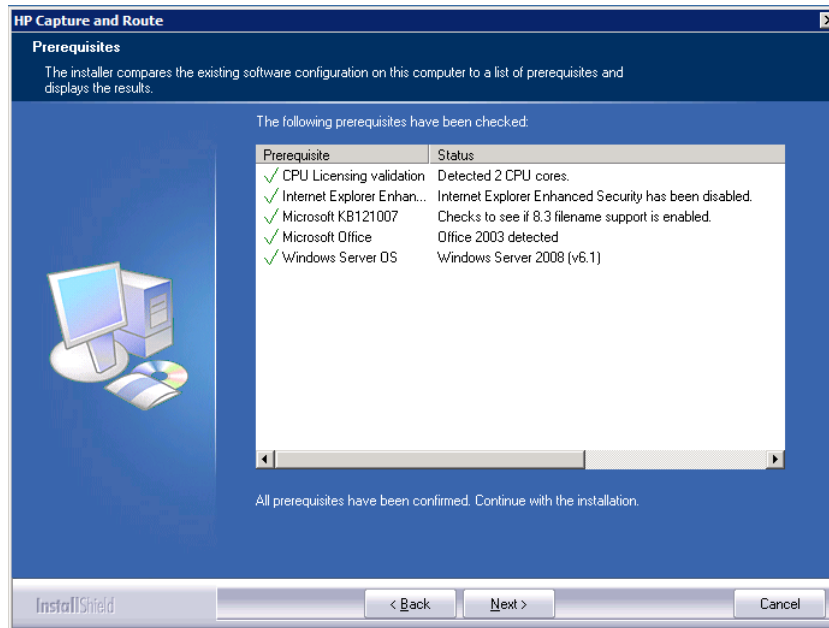 HP Capture and Route
Prerequisites
The installer compares the existing software configuration on this computer to a list of prerequisites and
displays the results.
The following prerequisites have been checked:
Prerequisite Status
CPU Licensing validation Detected 2 CPU cores.
Internet Explorer Enhan... Internet Explorer Enhanced Security has been disabled.
Microsoft KB121007 Checks to see if 8.3 filename support is enabled.
Microsoft Office Office 2003 detected
Windows Server OS Windows Server 2008 (v6.1)
All prerequisites have been confirmed. Continue with the installation.
InstallShield < Back Next > Cancel